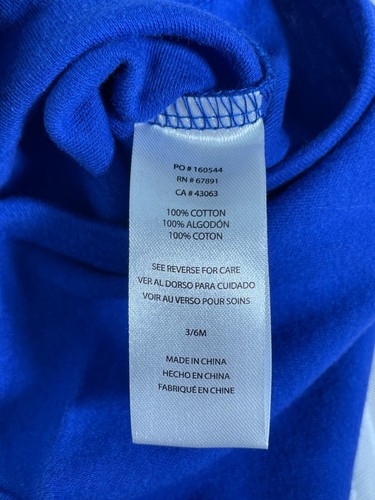 PO # 160544
RN # 67891
CA # 43063
100% COTTON
100% ALGODÓN
100% COTON
SEE REVERSE FOR CARE
VER AL DORSO PARA CUIDADO
VOIR AU VERSO POUR SOINS
3/6M
MADE IN CHINA
HECHO EN CHINA
FABRIQUÉ EN CHINE